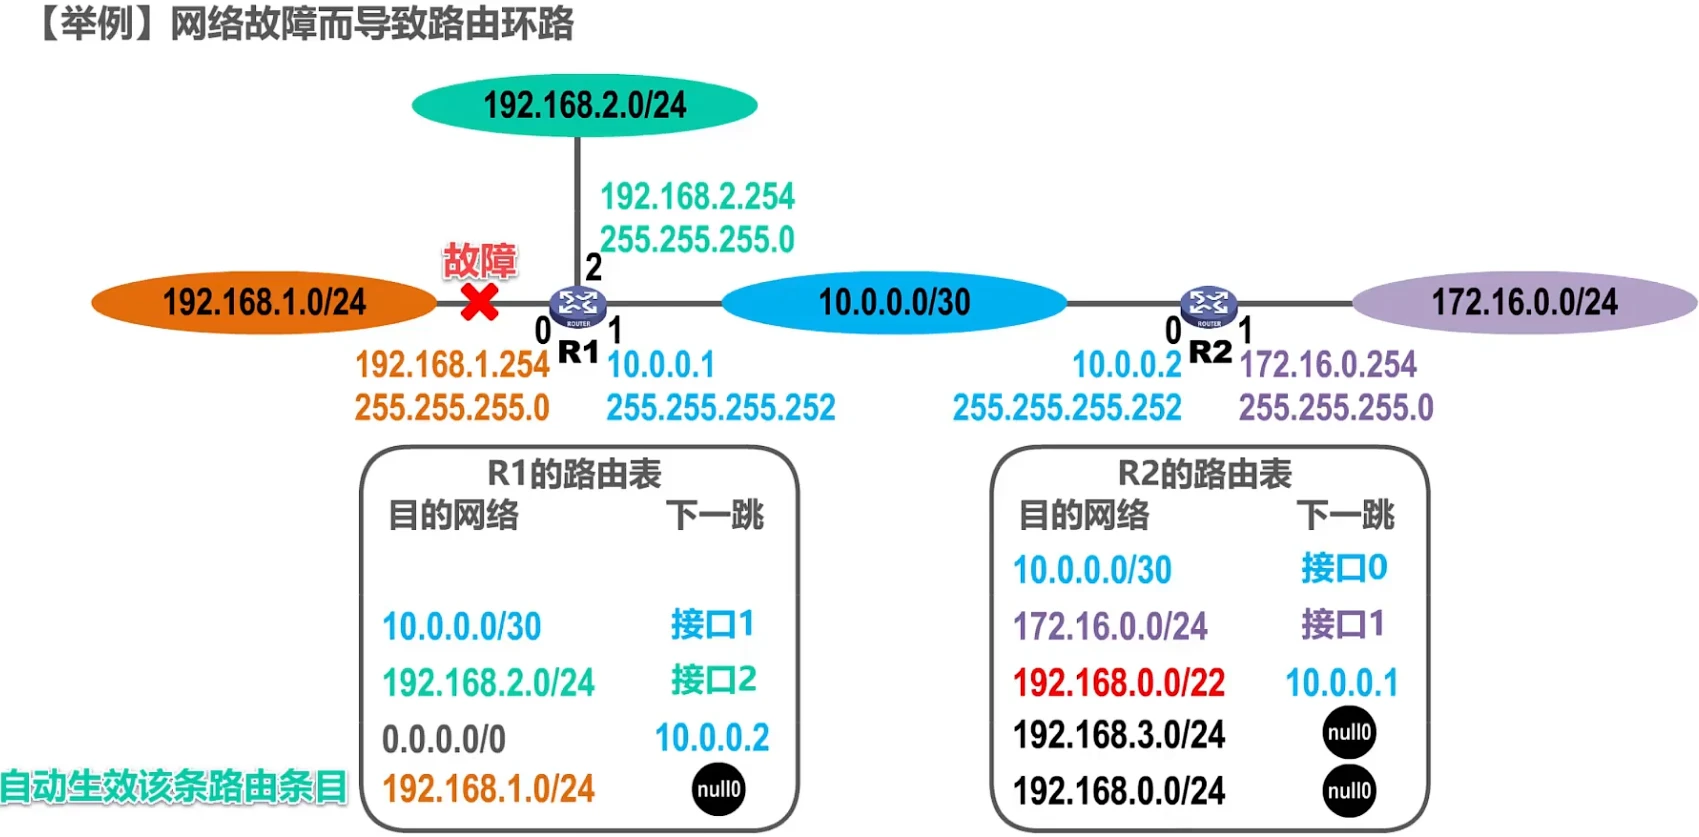 【举例】网络故障而导致路由环路
192.168.2.0/24
192.168.2.254
255.255.255.0
故障
2
192.168.1.0/24
10.0.0.0/30
172.16.0.0/24
ROUTER
ROUTER
0
R1
1
0
R2
1
192.168.1.254
255.255.255.0
10.0.0.1
255.255.255.252
10.0.0.2
255.255.255.252
172.16.0.254
255.255.255.0
R1的路由表
目的网络 下一跳
10.0.0.0/30 接口1
192.168.2.0/24 接口2
0.0.0.0/0 10.0.0.2
自动生效该条路由条目
192.168.1.0/24 null0
R2的路由表
目的网络 下一跳
10.0.0.0/30 接口0
172.16.0.0/24 接口1
192.168.0.0/22 10.0.0.1
192.168.3.0/24 null0
192.168.0.0/24 null0